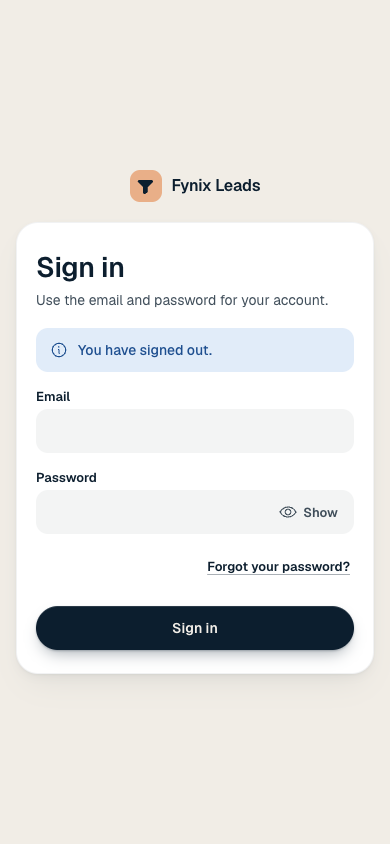 Fynix Leads
Sign in
Use the email and password for your account.
You have signed out.
Email
Password
Show
Forgot your password?
Sign in